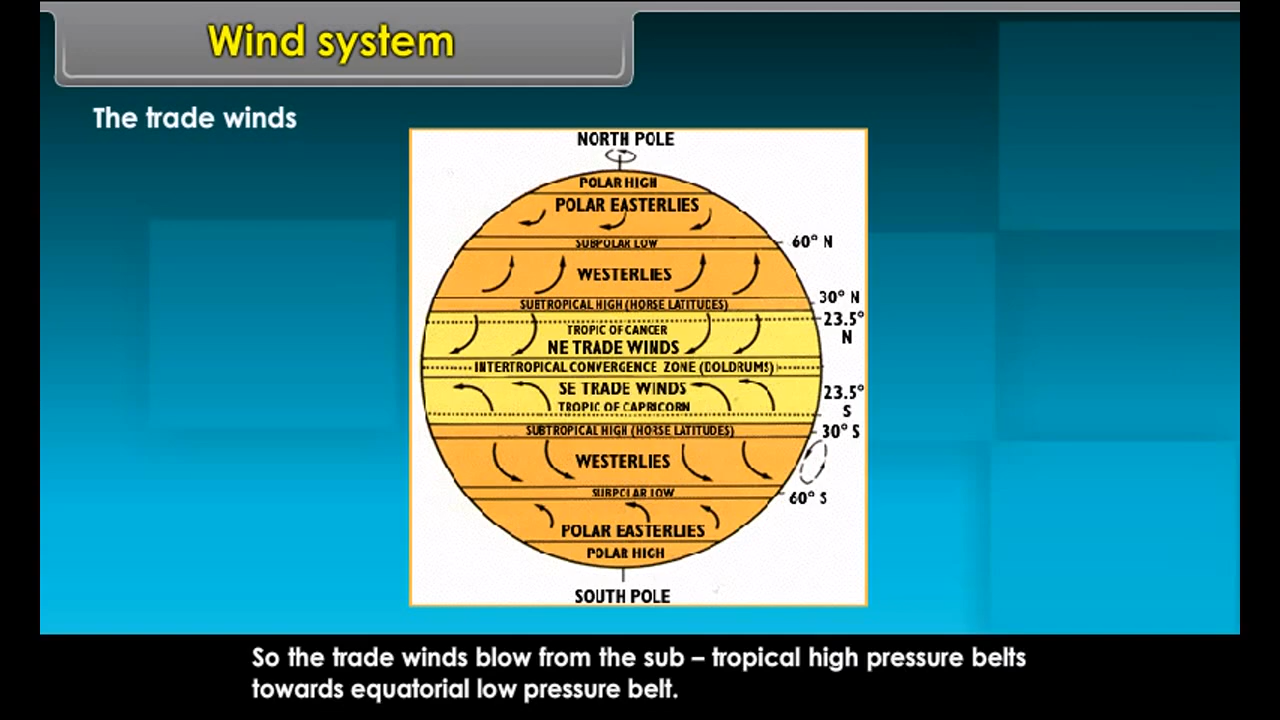 Wind system
The trade winds
NORTH POLE
POLAR HIGH
POLAR EASTERLIES
SUBPOLAR LOW
60° N
WESTERLIES
30° N
SUBTROPICAL HIGH (HORSE LATITUDES)
23.5°
N
TROPIC OF CANCER
NE TRADE WINDS
INTERTROPICAL CONVERGENCE ZONE (DOLDRUMS)
SE TRADE WINDS
23.5°
S
TROPIC OF CAPRICORN
SUBTROPICAL HIGH (HORSE LATITUDES)
30° S
WESTERLIES
SUBPOLAR LOW
60° S
POLAR EASTERLIES
POLAR HIGH
SOUTH POLE
So the trade winds blow from the sub – tropical high pressure belts
towards equatorial low pressure belt.